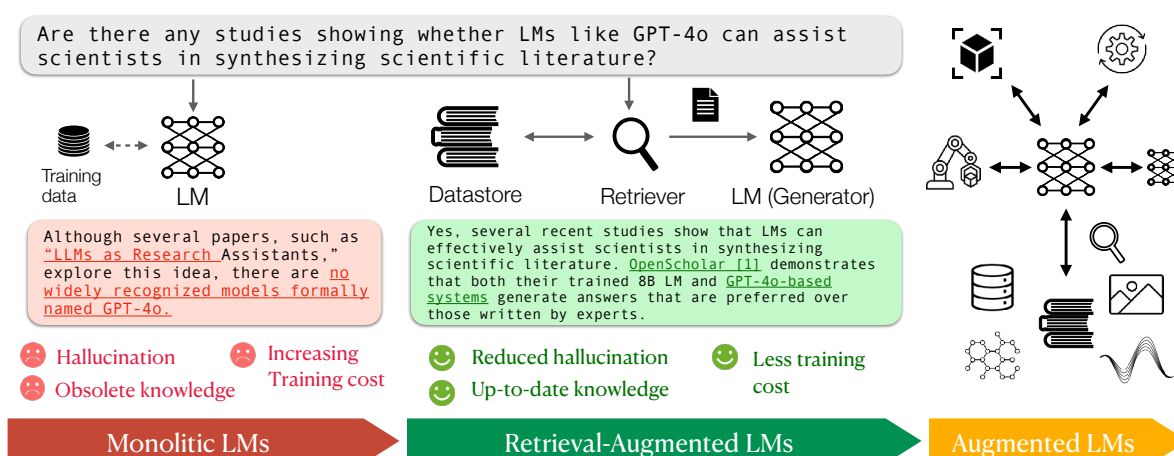 Are there any studies showing whether LMs like GPT-4o can assist
scientists in synthesizing scientific literature?
Training
data
LM
Datastore
Retriever
LM (Generator)
Although several papers, such as
“LLMs as Research Assistants,”
explore this idea, there are no
widely recognized models formally
named GPT-4o.
Yes, several recent studies show that LMs can
effectively assist scientists in synthesizing
scientific literature. OpenScholar [1] demonstrates
that both their trained 8B LM and GPT-4o-based
systems generate answers that are preferred over
those written by experts.
Hallucination
Obsolete knowledge
Increasing
Training cost
Reduced hallucination
Up-to-date knowledge
Less training
cost
Monolitic LMs
Retrieval-Augmented LMs
Augmented LMs